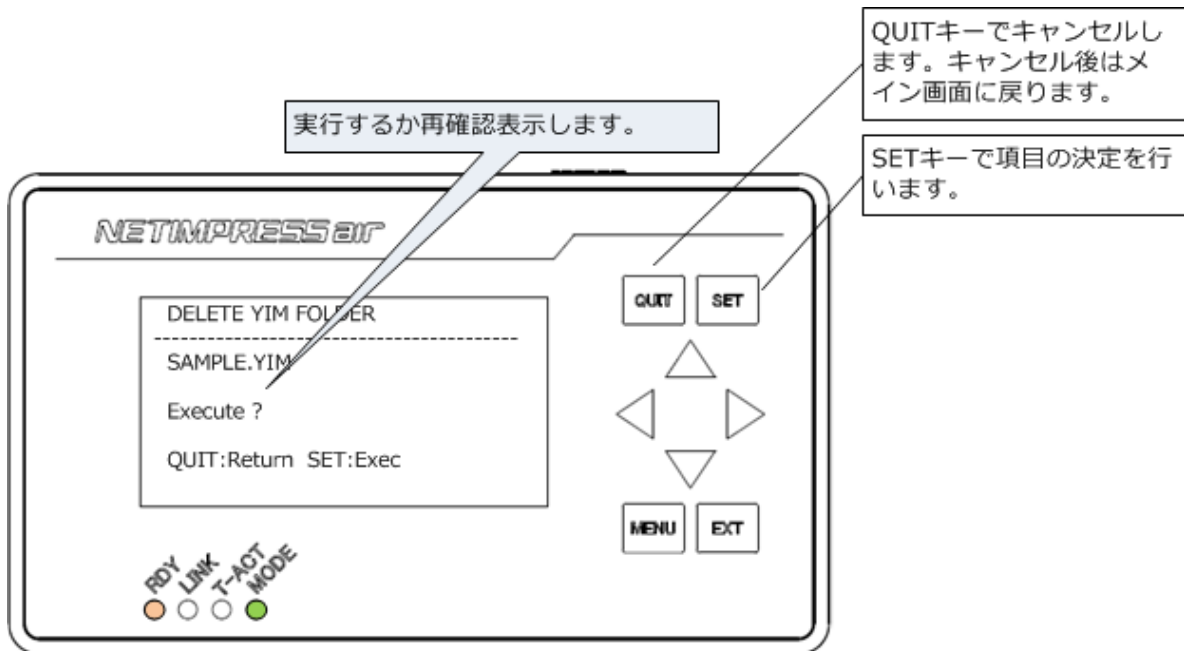 QUITキーでキャンセルし
ます。キャンセル後はメ
イン画面に戻ります。
実行するか再確認表示します。
SETキーで項目の決定を行
います。
NETIMPRESS air
DELETE YIM FOLDER
--------------------------------------------
SAMPLE.YIM
Execute ?
QUIT:Return SET:Exec
QUIT SET
MENU EXT
RDY LINK T-ACT MODE